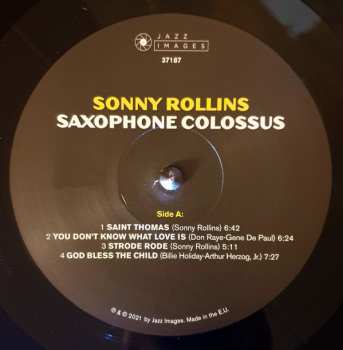 JAZZ
IMAGES
37187
SONNY ROLLINS
SAXOPHONE COLOSSUS
Side A:
1 SAINT THOMAS (Sonny Rollins) 6:42
2 YOU DON'T KNOW WHAT LOVE IS (Don Raye-Gene De Paul) 6:24
3 STRODE RODE (Sonny Rollins) 5:11
4 GOD BLESS THE CHILD (Billie Holiday-Arthur Herzog, Jr.) 7:27
℗ & © 2021 by Jazz Images. Made in the E.U.